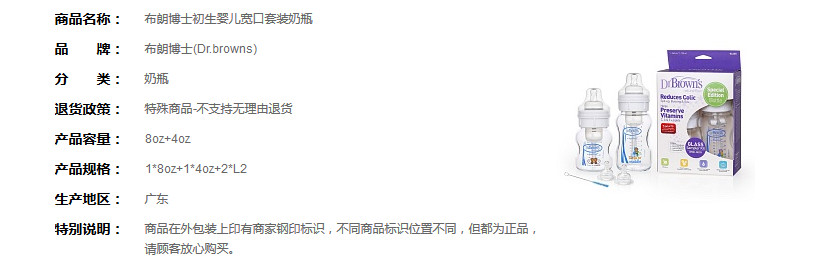 商品名称： 布朗博士初生婴儿宽口套装奶瓶
品　　牌： 布朗博士(Dr.browns)
分　　类： 奶瓶
退货政策： 特殊商品-不支持无理由退货
产品容量： 8oz+4oz
产品规格： 1*8oz+1*4oz+2*L2
生产地区： 广东
特别说明： 商品在外包装上印有商家钢印标识，不同商品标识位置不同，但都为正品，
请顾客放心购买。
DrBrown's
Reduces Colic
Preserve
Vitamins
Special
Edition
GLASS